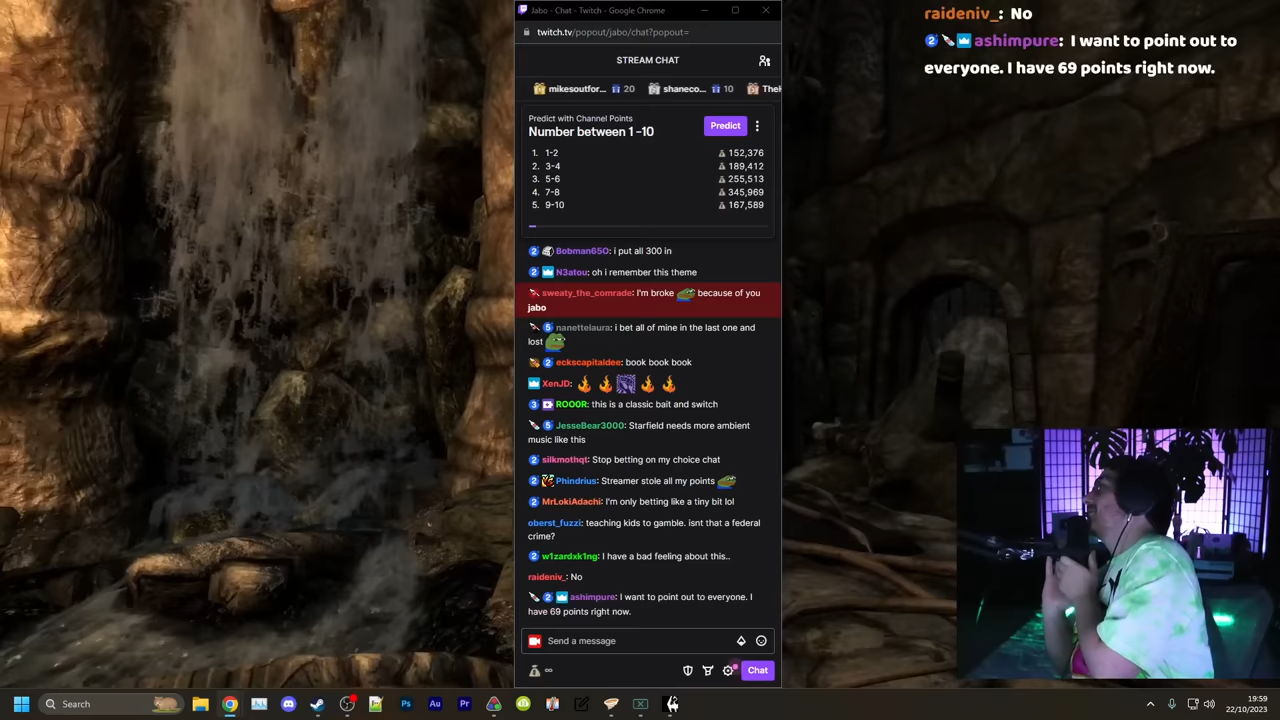 raideniv_: No
2 ashimpure: I want to point out to
everyone. I have 69 points right now.
Jabo - Chat - Twitch - Google Chrome
twitch.tv/popout/jabo/chat?popout=
STREAM CHAT
mikesoutfor... 20 shaneco... 10
Predict with Channel Points
Number between 1 -10
Predict
1. 1-2 152,376
2. 3-4 189,412
3. 5-6 255,513
4. 7-8 345,969
5. 9-10 167,589
2 Bobman65O: i put all 300 in
2 N3atou: oh i remember this theme
sweaty_the_comrade: I'm broke because of you
jabo
5 nanettelaura: i bet all of mine in the last one and
lost
2 eckscapitaldee: book book book
XenJD:
3 ROO0R: this is a classic bait and switch
5 JesseBear3000: Starfield needs more ambient
music like this
2 silkmothqt: Stop betting on my choice chat
2 Phindrius: Streamer stole all my points
2 MrLokiAdachi: I'm only betting like a tiny bit lol
oberst_fuzzi: teaching kids to gamble. isnt that a federal
crime?
2 w1zardxk1ng: I have a bad feeling about this..
raideniv_: No
2 ashimpure: I want to point out to everyone. I
have 69 points right now.
Send a message
∞
Chat
Search
Ps Au Pr
19:59
22/10/2023